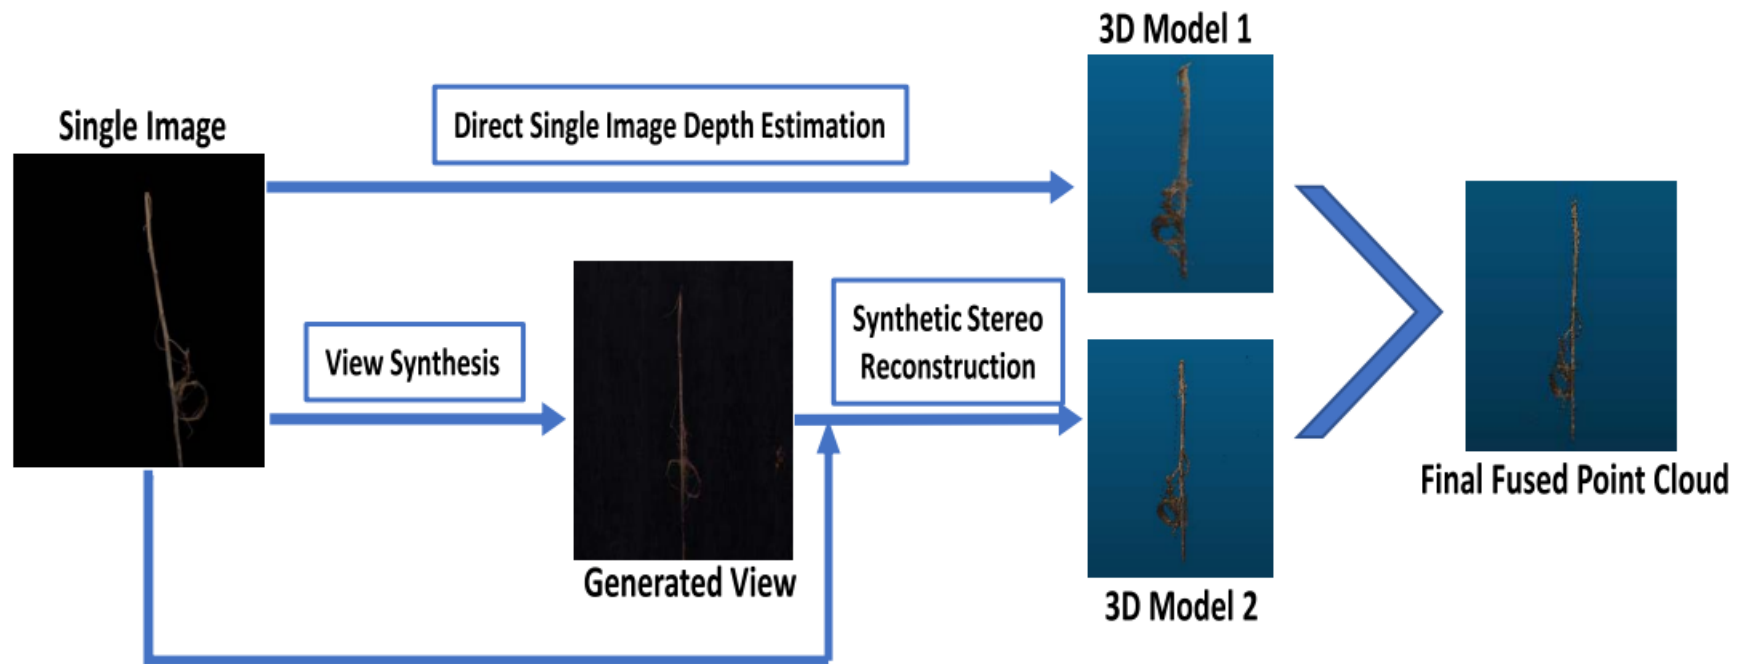 3D Model 1
Single Image
Direct Single Image Depth Estimation
View Synthesis
Synthetic Stereo
Reconstruction
Generated View
3D Model 2
Final Fused Point Cloud